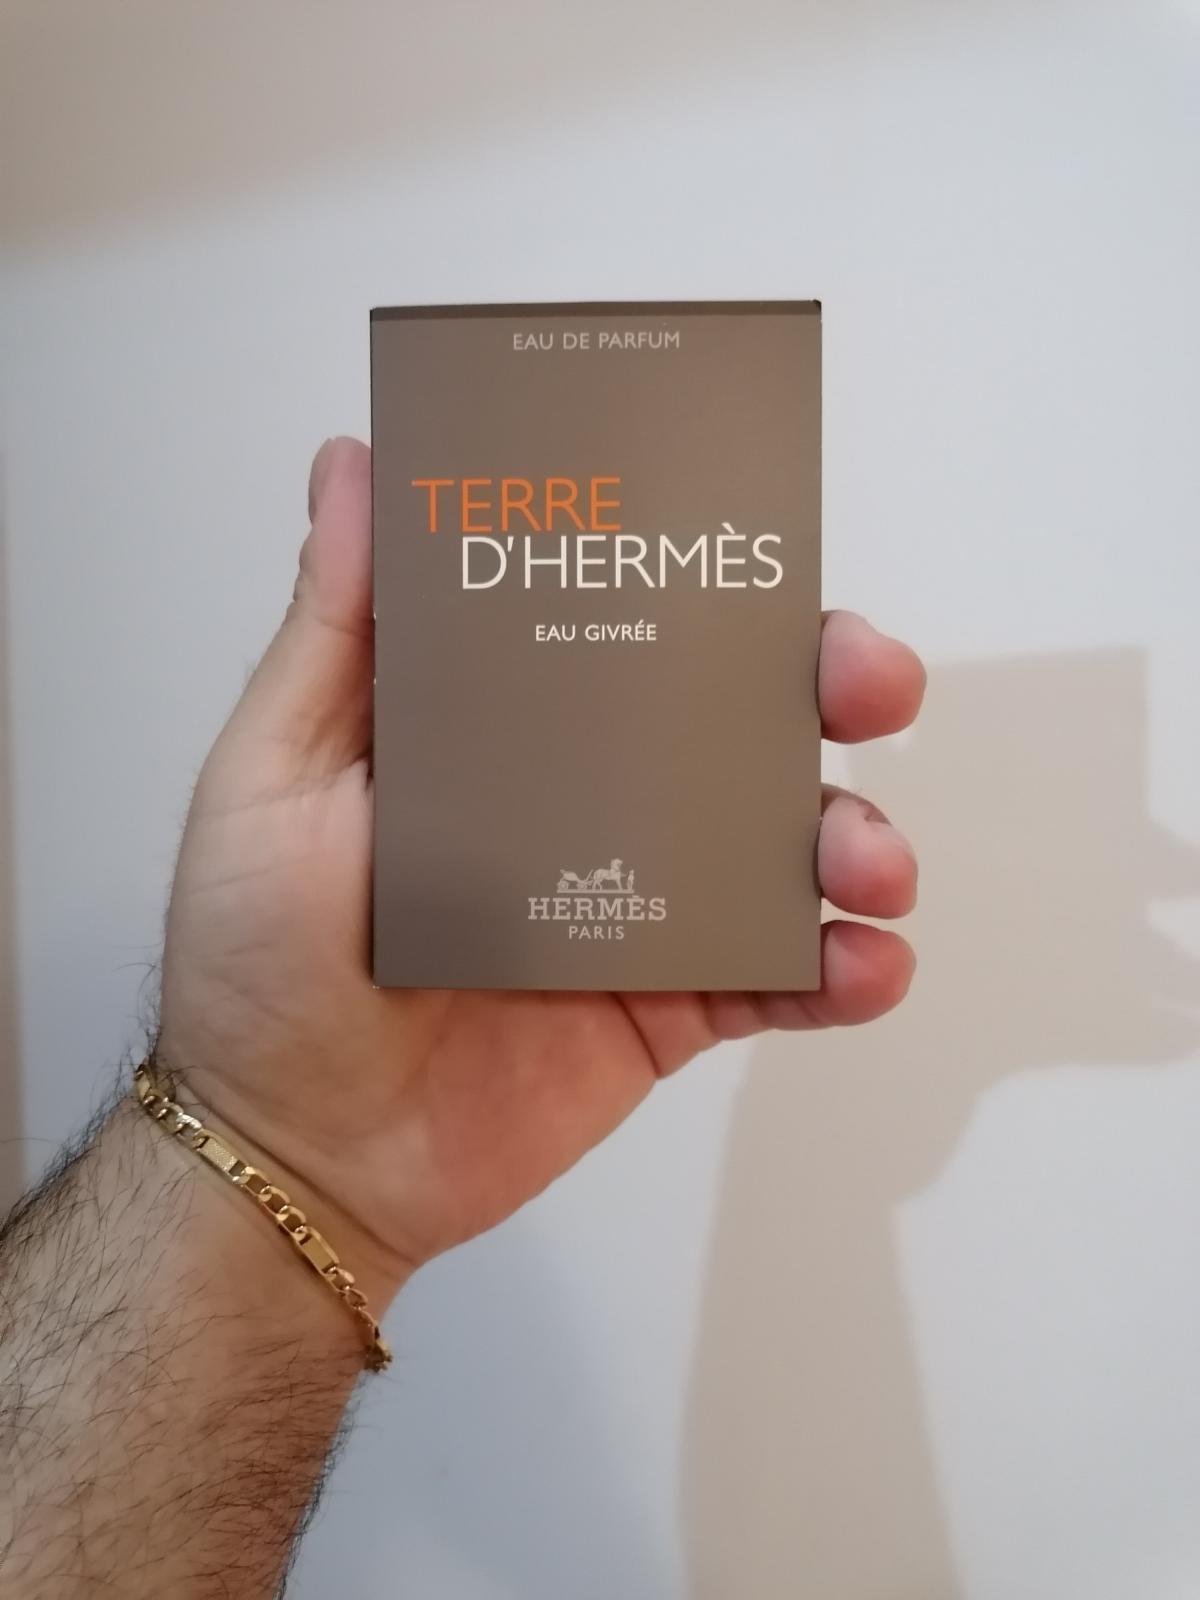 EAU DE PARFUM
TERRE
D'HERMÈS
EAU GIVRÉE
HERMÈS
PARIS